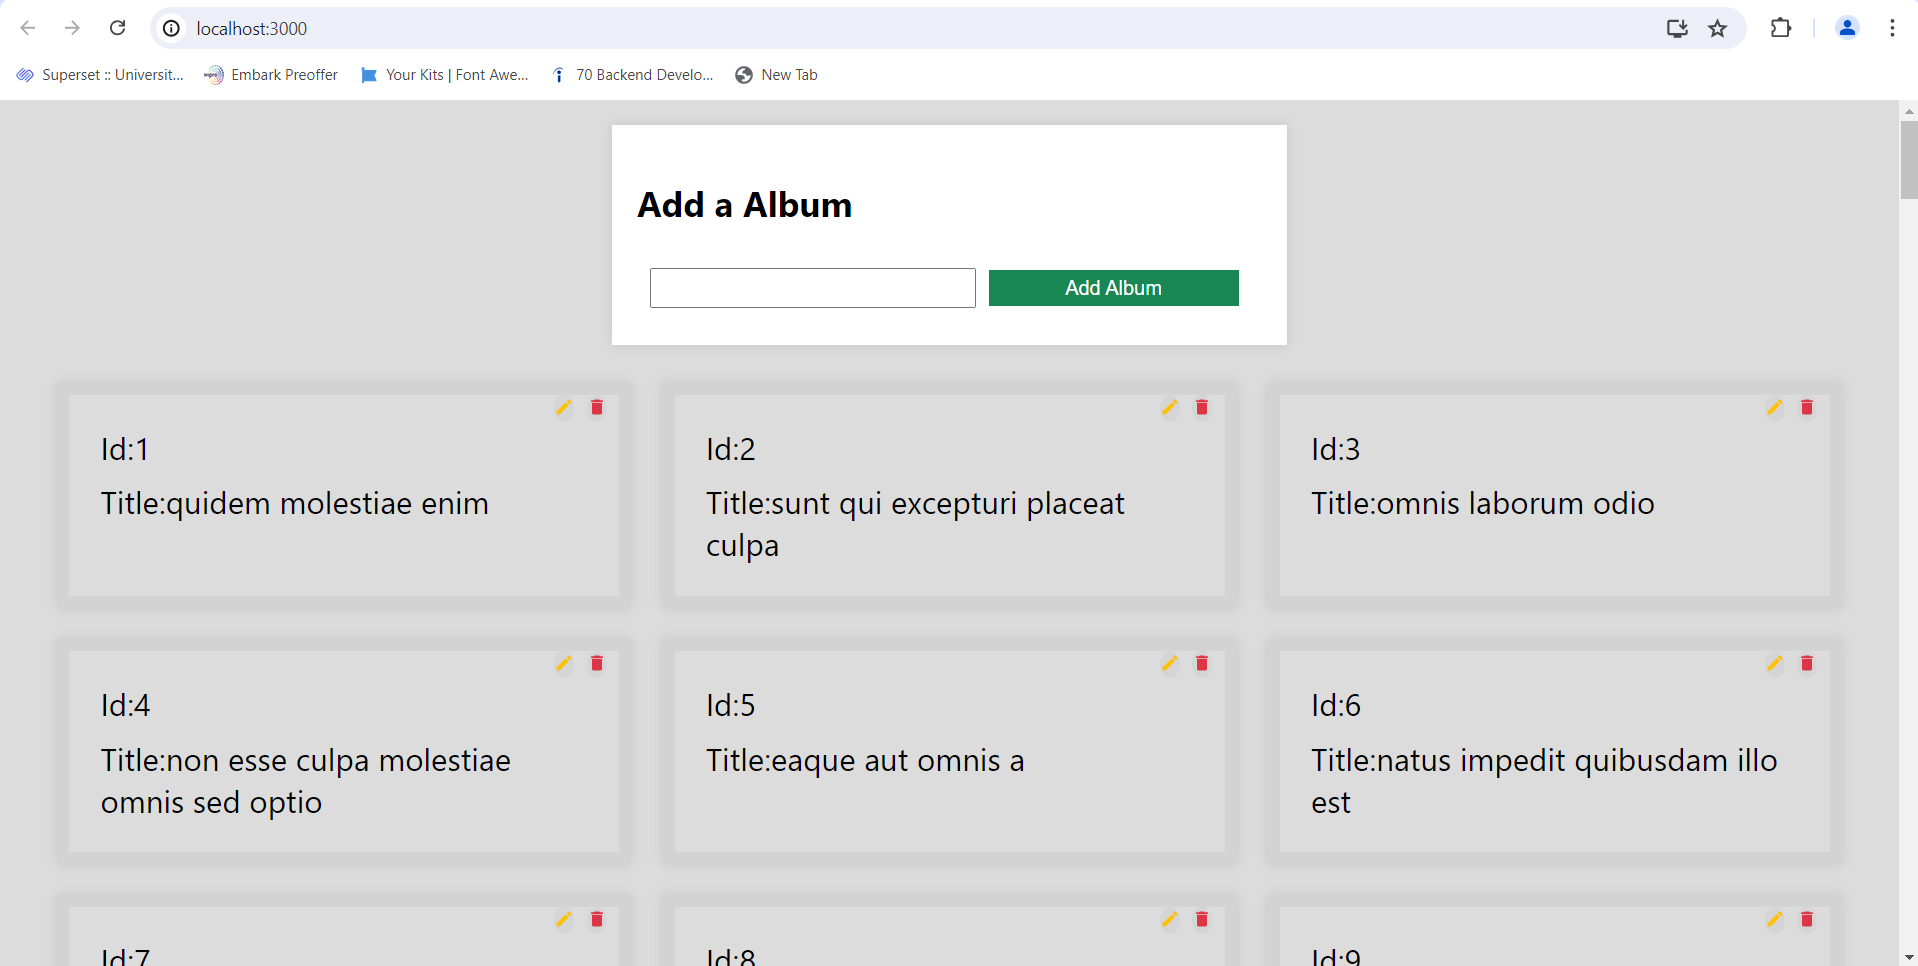 localhost:3000
Superset :: Universit...
Embark Preoffer
Your Kits | Font Awe...
70 Backend Develo...
New Tab
Add a Album
Add Album
Id:1
Title:quidem molestiae enim
Id:2
Title:sunt qui excepturi placeat
culpa
Id:3
Title:omnis laborum odio
Id:4
Title:non esse culpa molestiae
omnis sed optio
Id:5
Title:eaque aut omnis a
Id:6
Title:natus impedit quibusdam illo
est
Id:7
Id:8
Id:9